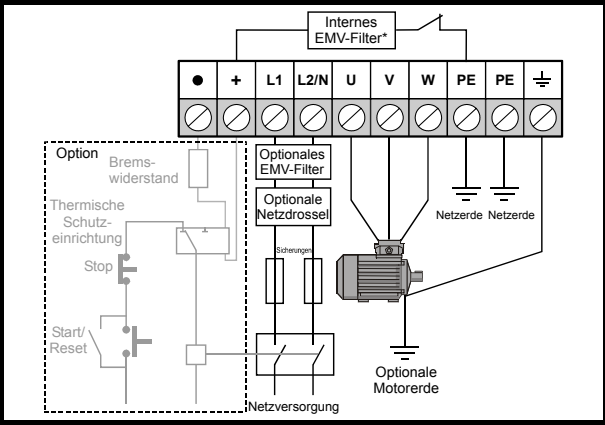 Internes
EMV-Filter*
● + L1 L2/N U V W PE PE
Option
Brems-
widerstand
Thermische
Schutz-
einrichtung
Stop
Start/
Reset
Optionales
EMV-Filter
Optionale
Netzdrossel
Sicherungen
Netzerde Netzerde
Optionale
Motorerde
Netzversorgung